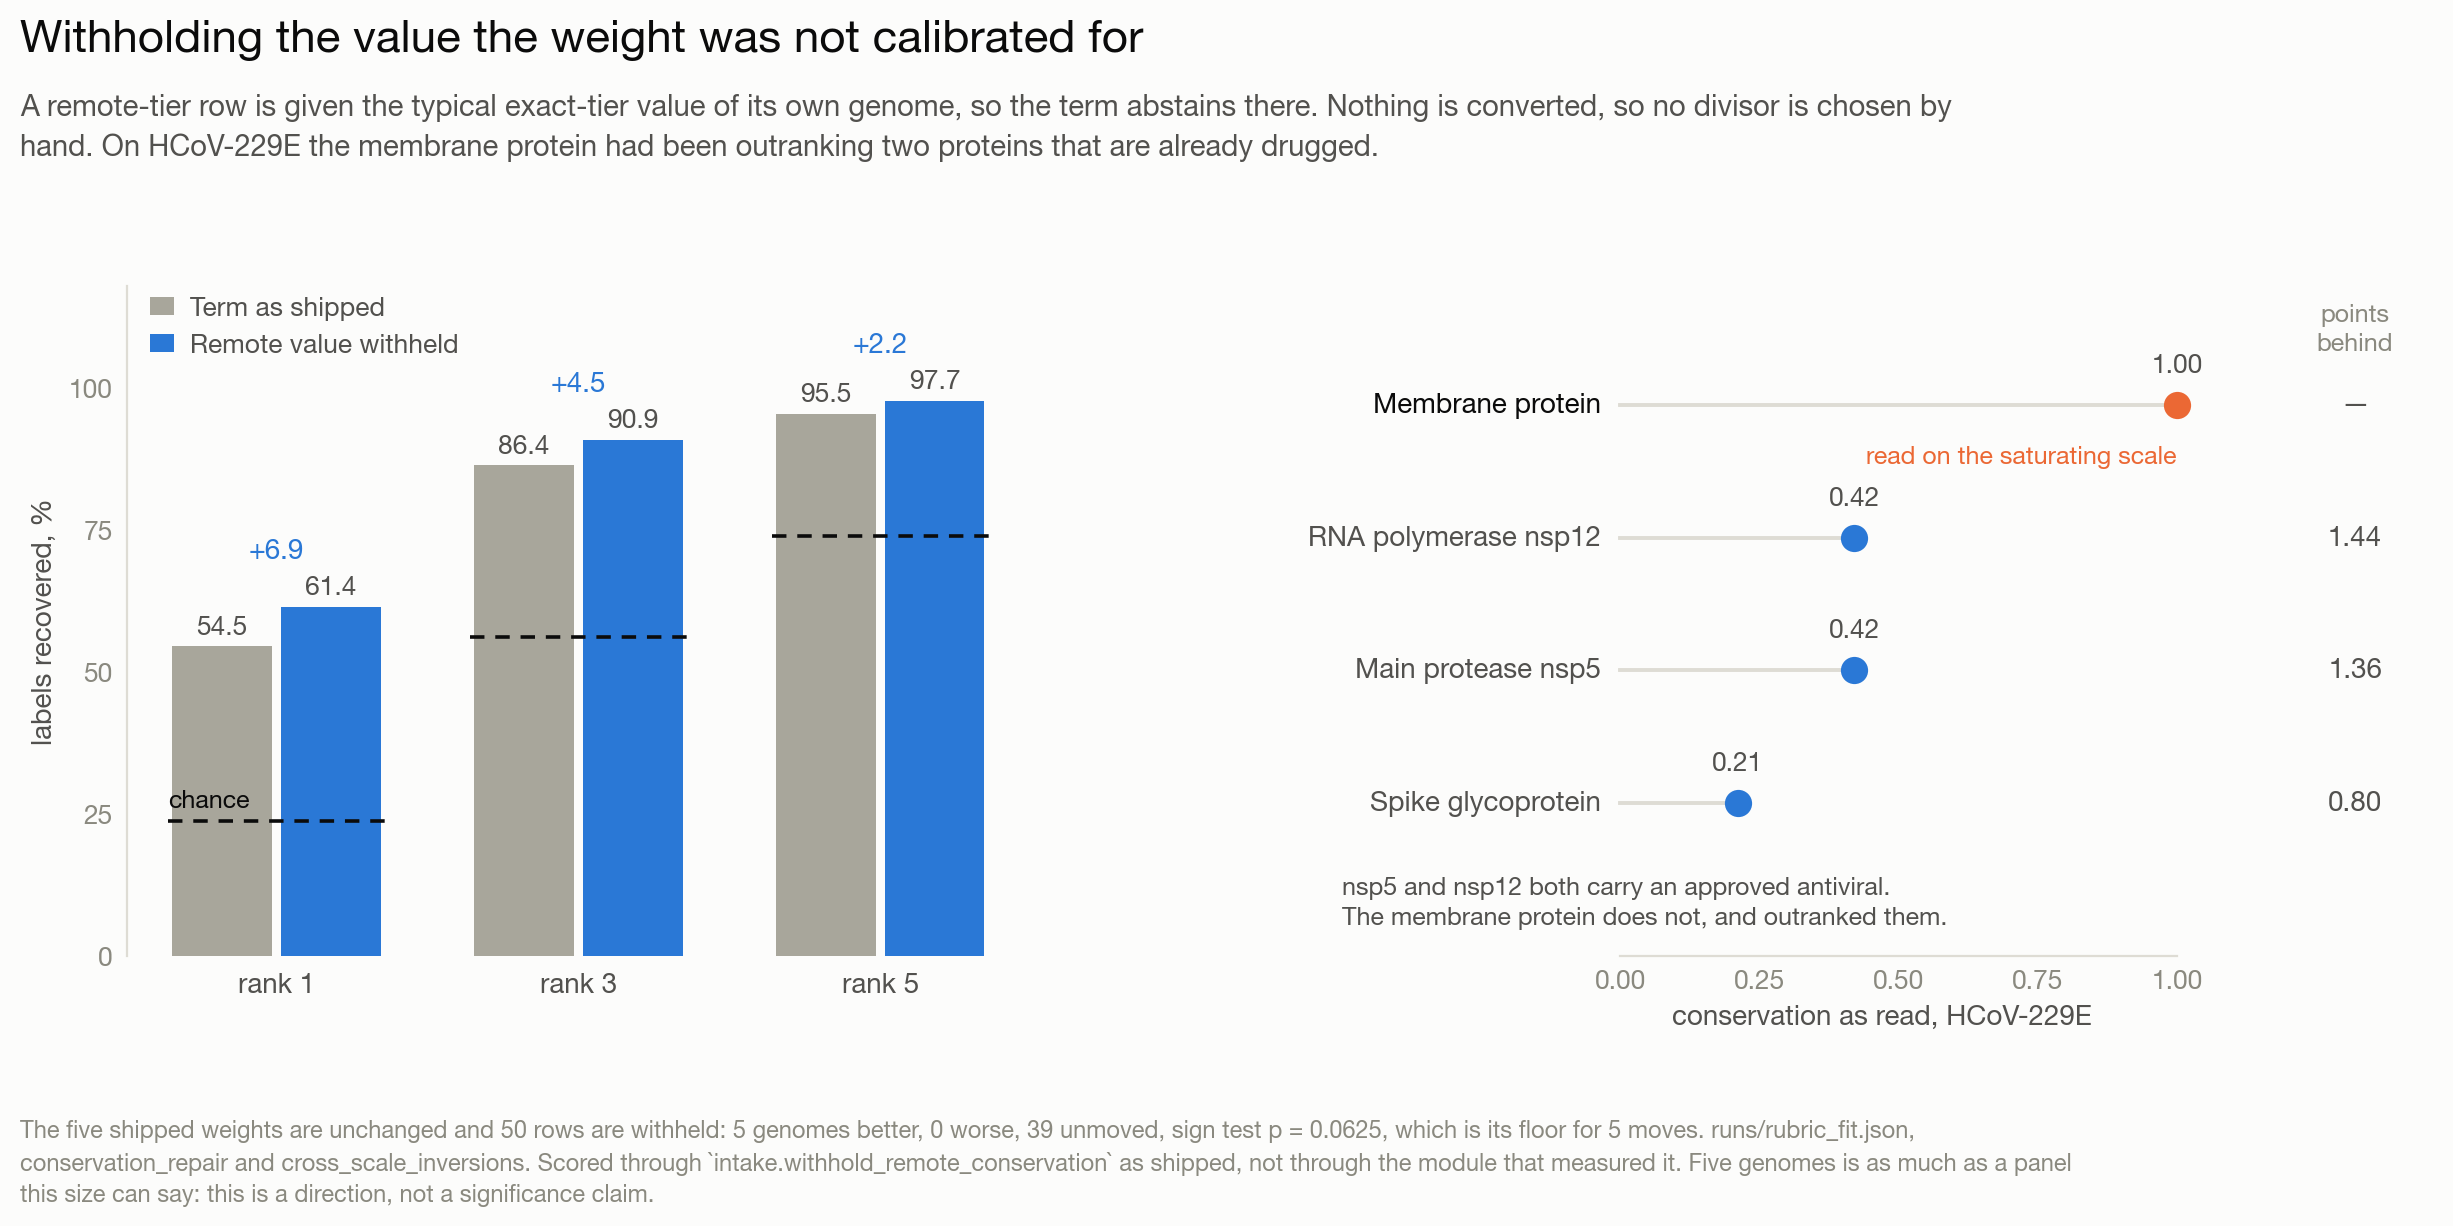 Withholding the value the weight was not calibrated for
A remote-tier row is given the typical exact-tier value of its own genome, so the term abstains there. Nothing is converted, so no divisor is chosen by
hand. On HCoV-229E the membrane protein had been outranking two proteins that are already drugged.
Term as shipped
Remote value withheld
labels recovered, %
100
75
50
25
0
+6.9
54.5
61.4
chance
+4.5
86.4
90.9
+2.2
95.5
97.7
rank 1
rank 3
rank 5
points
behind
1.00
Membrane protein
—
read on the saturating scale
0.42
RNA polymerase nsp12
1.44
0.42
Main protease nsp5
1.36
0.21
Spike glycoprotein
0.80
nsp5 and nsp12 both carry an approved antiviral.
The membrane protein does not, and outranked them.
0.00 0.25 0.50 0.75 1.00
conservation as read, HCoV-229E
The five shipped weights are unchanged and 50 rows are withheld: 5 genomes better, 0 worse, 39 unmoved, sign test p = 0.0625, which is its floor for 5 moves. runs/rubric_fit.json,
conservation_repair and cross_scale_inversions. Scored through `intake.withhold_remote_conservation` as shipped, not through the module that measured it. Five genomes is as much as a panel
this size can say: this is a direction, not a significance claim.